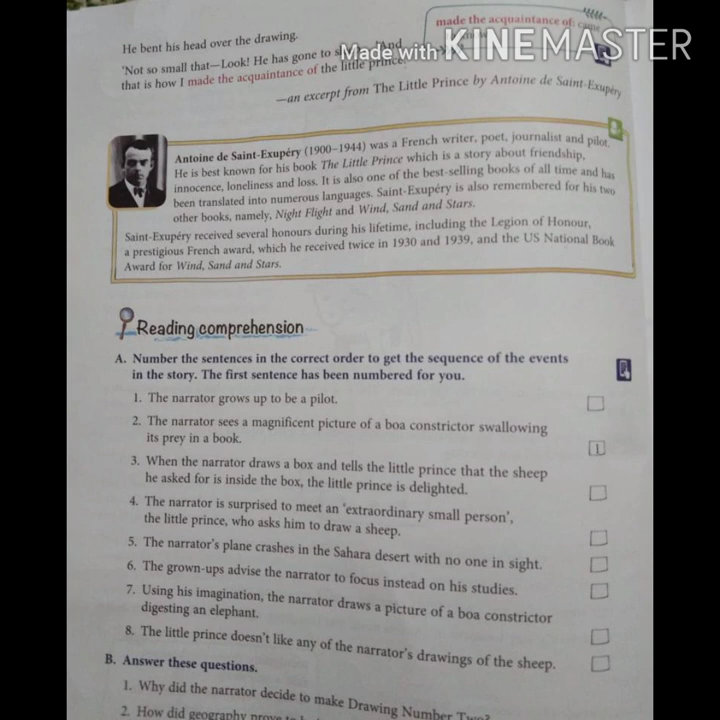 made the acquaintance of: came
He bent his head over the drawing.
Made with KINEMASTER
'Not so small that—Look! He has gone to 'And
that is how I made the acquaintance of the little prince.
—an excerpt from The Little Prince by Antoine de Saint-Exupéry
Antoine de Saint-Exupéry (1900–1944) was a French writer, poet, journalist and pilot.
He is best known for his book The Little Prince which is a story about friendship,
innocence, loneliness and loss. It is also one of the best-selling books of all time and has
been translated into numerous languages. Saint-Exupéry is also remembered for his two
other books, namely, Night Flight and Wind, Sand and Stars.
Saint-Exupéry received several honours during his lifetime, including the Legion of Honour,
a prestigious French award, which he received twice in 1930 and 1939, and the US National Book
Award for Wind, Sand and Stars.
Reading comprehension
A. Number the sentences in the correct order to get the sequence of the events
in the story. The first sentence has been numbered for you.
1. The narrator grows up to be a pilot.
2. The narrator sees a magnificent picture of a boa constrictor swallowing
its prey in a book. 1
3. When the narrator draws a box and tells the little prince that the sheep
he asked for is inside the box, the little prince is delighted.
4. The narrator is surprised to meet an 'extraordinary small person',
the little prince, who asks him to draw a sheep.
5. The narrator's plane crashes in the Sahara desert with no one in sight.
6. The grown-ups advise the narrator to focus instead on his studies.
7. Using his imagination, the narrator draws a picture of a boa constrictor
digesting an elephant.
8. The little prince doesn't like any of the narrator's drawings of the sheep.
B. Answer these questions.
1. Why did the narrator decide to make Drawing Number Two?
2. How did geography prove to